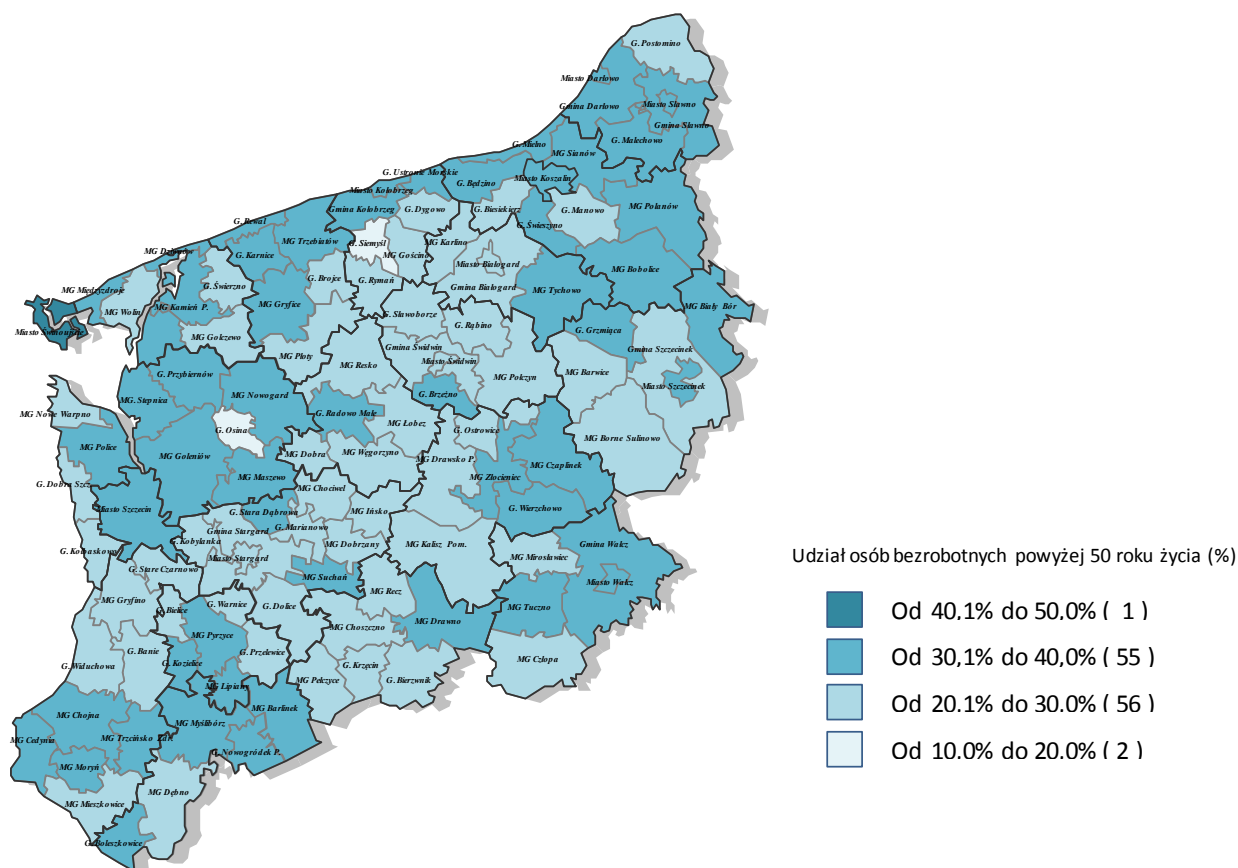 G. Postomino
Miasto Darłowo
Miasto Sławno
Gmina Darłowo
Gmina Sławno
G. Malechowo
G. Mielno
MG Sianów
G. Ustronie Morskie
Miasto Koszalin
G. Będzino
Miasto Kołobrzeg
MG Polanów
Gmina Kołobrzeg
G. Dygowo
G. Biesiekierz
G. Manowo
G. Rewal
G. Świeszyno
MG Trzebiatów
G. Siemyśl
MG Karlino
MG Dziwnów
G. Karnice
MG Gościno
Miasto Białogard
MG Bobolice
G. Brojce
G. Rymań
G. Świerzno
Gmina Białogard
MG Tychowo
MG Międzyzdroje
MG Gryfice
MG Biały Bór
MG Kamień P.
MG Wolin
G. Sławoborze
G. Rąbino
G. Grzmiąca
Miasto Świnoujście
MG Golczewo
Gmina Świdwin
Gmina Szczecinek
MG Płoty
Miasto Świdwin
MG Resko
G. Przybiernów
MG Połczyn
MG Barwice
Miasto Szczecinek
MG Stepnica
MG Nowogard
G. Brzeżno
MG Nowe Warpno
G. Radowo Małe
MG Łobez
G. Osina
G. Ostrowice
MG Borne Sulinowo
MG Police
MG Goleniów
MG Dobra
MG Węgorzyno
MG Drawsko P.
MG Czaplinek
MG Maszewo
MG Złocieniec
G. Dobra Szcz.
MG Chociwel
Miasto Szczecin
G. Stara Dąbrowa
MG Ińsko
G. Wierzchowo
Gmina Stargard
G. Marianowo
G. Kobylanka
MG Dobrzany
Gmina Wałcz
G. Kołbaskowo
Miasto Stargard
MG Kalisz Pom.
MG Mirosławiec
G. Stare Czarnowo
MG Suchań
Miasto Wałcz
MG Recz
MG Gryfino
G. Warnice
G. Dolice
G. Bielice
MG Tuczno
MG Pyrzyce
MG Choszczno
MG Drawno
G. Banie
G. Przelewice
G. Widuchowa
G. Kozielice
G. Krzęcin
MG Człopa
MG Lipiany
MG Pełczyce
G. Bierzwnik
MG Barlinek
MG Chojna
MG Myślibórz
MG Cedynia
MG Trzcińsko Zdr.
G. Nowogródek P.
MG Moryń
MG Dębno
MG Mieszkowice
G. Boleszkowice
Udział osób bezrobotnych powyżej 50 roku życia (%)
Od 40,1% do 50,0% ( 1 )
Od 30,1% do 40,0% ( 55 )
Od 20.1% do 30.0% ( 56 )
Od 10.0% do 20.0% ( 2 )